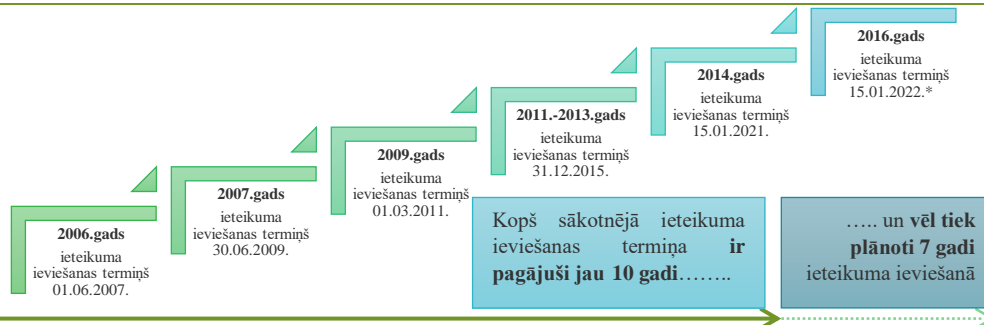 2006.gads
ieteikuma
ieviešanas termiņš
01.06.2007.
2007.gads
ieteikuma
ieviešanas termiņš
30.06.2009.
2009.gads
ieteikuma
ieviešanas termiņš
01.03.2011.
2011.-2013.gads
ieteikuma
ieviešanas termiņš
31.12.2015.
2014.gads
ieteikuma
ieviešanas termiņš
15.01.2021.
2016.gads
ieteikuma
ieviešanas termiņš
15.01.2022.*
Kopš sākotnējā ieteikuma
ieviešanas termiņa ir
pagājuši jau 10 gadi……..
….. un vēl tiek
plānoti 7 gadi
ieteikuma ieviešanā